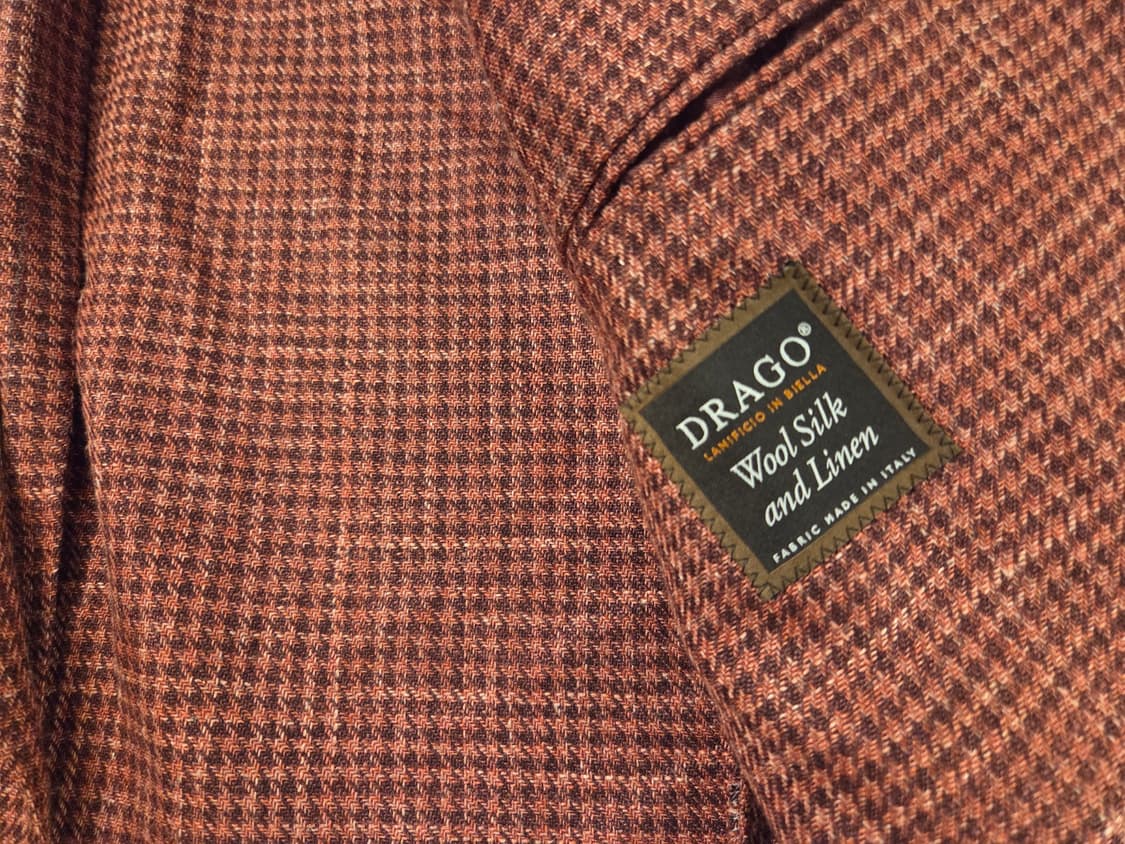 DRAGO®
LANIFICIO IN BIELLA
Wool Silk
and Linen
FABRIC MADE IN ITALY